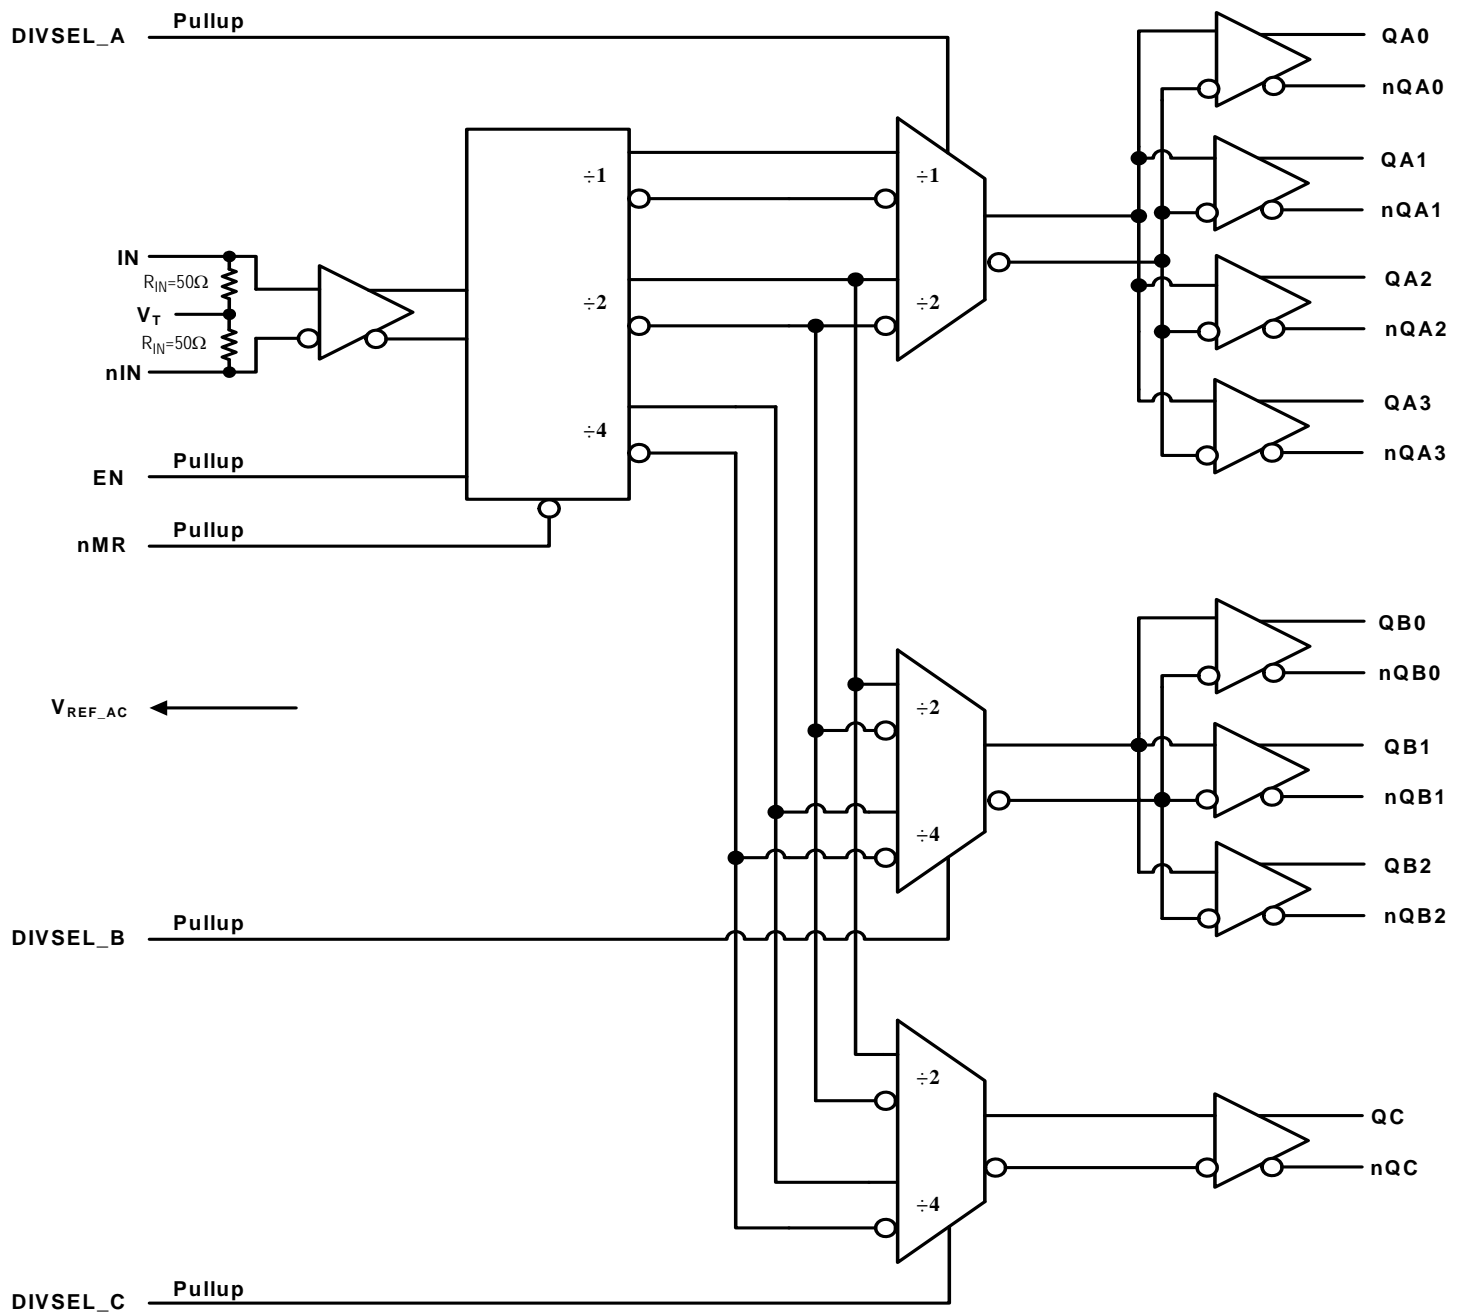 DIVSEL_A Pullup
÷1
÷2
÷4
IN
RIN=50Ω
VT
RIN=50Ω
nIN
EN Pullup
nMR Pullup
÷1
÷2
QA0
nQA0
QA1
nQA1
QA2
nQA2
QA3
nQA3
VREF_AC
÷2
÷4
QB0
nQB0
QB1
nQB1
QB2
nQB2
DIVSEL_B Pullup
÷2
÷4
QC
nQC
DIVSEL_C Pullup